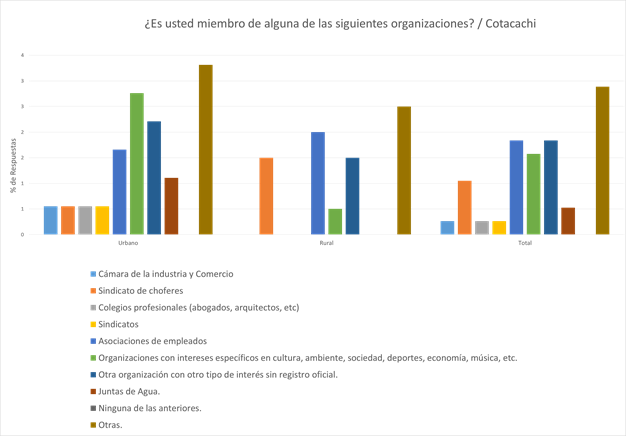 ¿Es usted miembro de alguna de las siguientes organizaciones? / Cotacachi
4
3
3
2
2
1
1
0
% de Respuestas
Urbano
Rural
Total
Cámara de la industria y Comercio
Sindicato de choferes
Colegios profesionales (abogados, arquitectos, etc)
Sindicatos
Asociaciones de empleados
Organizaciones con intereses específicos en cultura, ambiente, sociedad, deportes, economía, música, etc.
Otra organización con otro tipo de interés sin registro oficial.
Juntas de Agua.
Ninguna de las anteriores.
Otras.